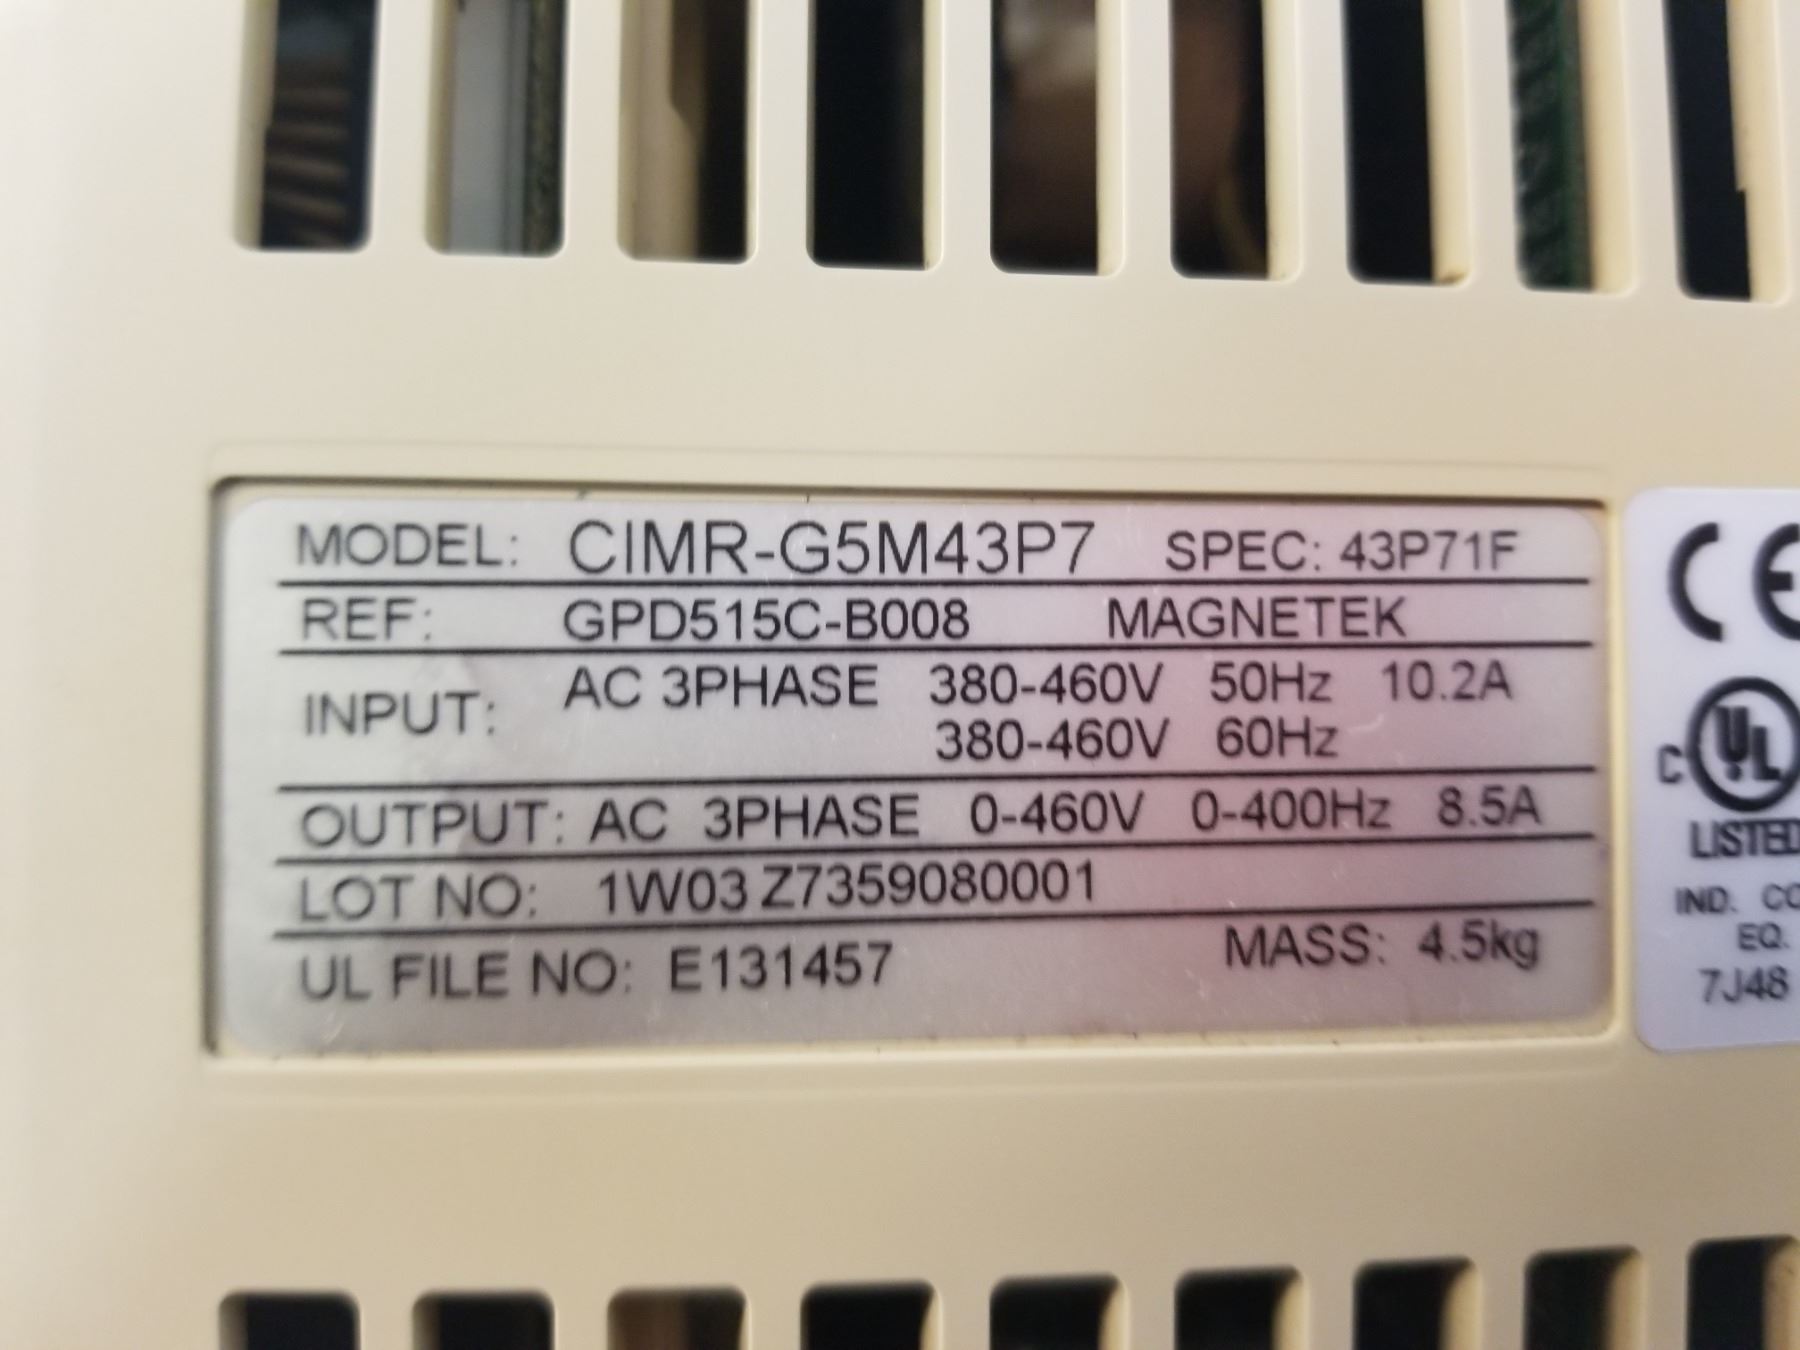 MODEL: CIMR-G5M43P7 SPEC: 43P71F
REF: GPD515C-B008 MAGNETEK
INPUT: AC 3PHASE 380-460V 50Hz 10.2A
380-460V 60Hz
OUTPUT: AC 3PHASE 0-460V 0-400Hz 8.5A
LOT NO: 1W03 Z7359080001
UL FILE NO: E131457 MASS: 4.5kg
CE
C UL
LISTED
IND. CO
EQ.
7J48